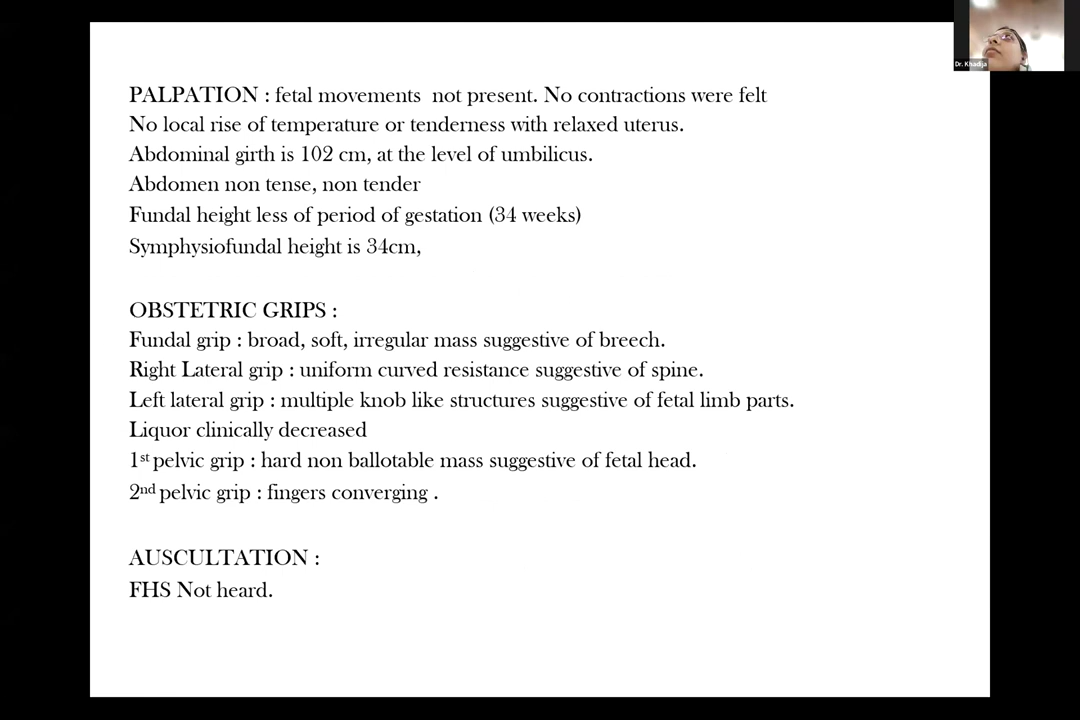 PALPATION : fetal movements not present. No contractions were felt
No local rise of temperature or tenderness with relaxed uterus.
Abdominal girth is 102 cm, at the level of umbilicus.
Abdomen non tense, non tender
Fundal height less of period of gestation (34 weeks)
Symphysiofundal height is 34cm,
OBSTETRIC GRIPS :
Fundal grip : broad, soft, irregular mass suggestive of breech.
Right Lateral grip : uniform curved resistance suggestive of spine.
Left lateral grip : multiple knob like structures suggestive of fetal limb parts.
Liquor clinically decreased
1st pelvic grip : hard non ballotable mass suggestive of fetal head.
2nd pelvic grip : fingers converging .
AUSCULTATION :
FHS Not heard.
Dr. Khadija